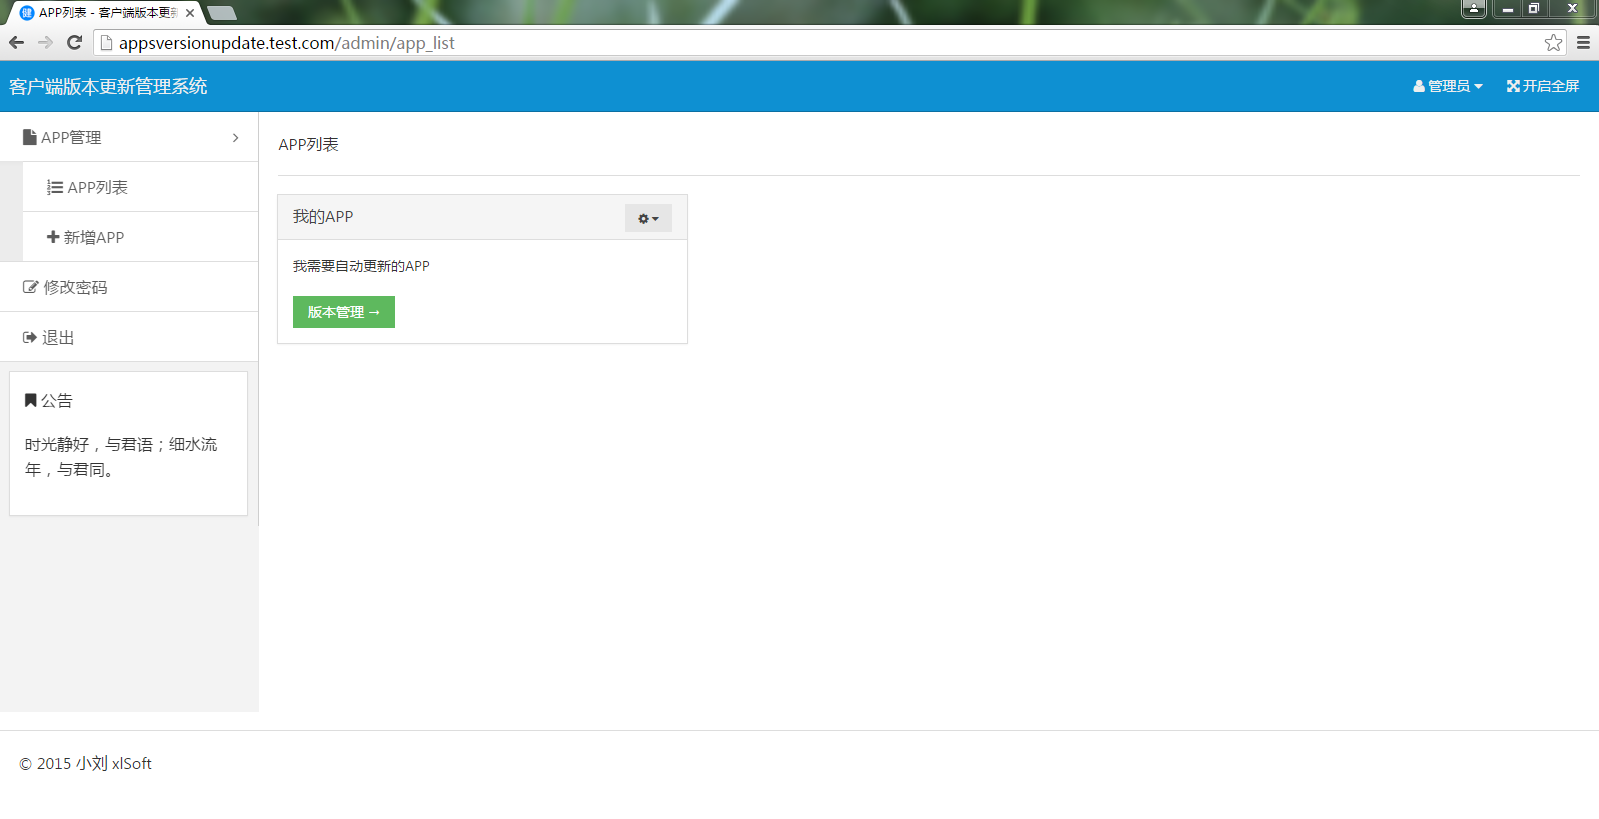 健 APP列表 - 客户端版本更新
appsversionupdate.test.com/admin/app_list
客户端版本更新管理系统
管理员 开启全屏
APP管理
APP列表
新增APP
修改密码
退出
公告
时光静好，与君语；细水流
年，与君同。
APP列表
我的APP
我需要自动更新的APP
版本管理 →
© 2015 小刘 xlSoft